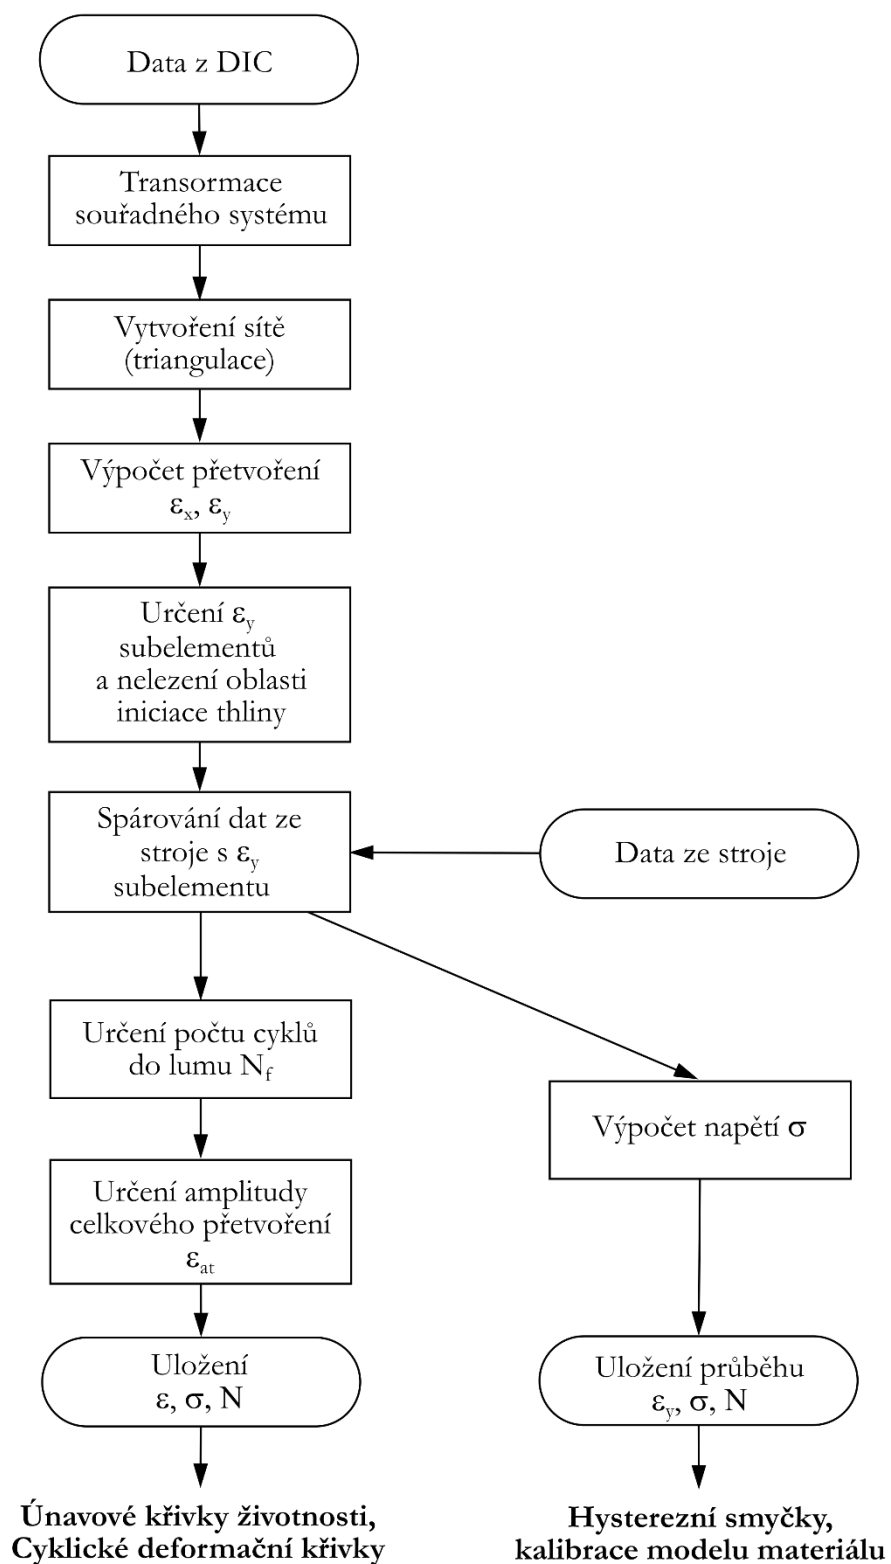 Data z DIC
Transormace
souřadného systému
Vytvoření sítě
(triangulace)
Výpočet přetvoření
εx, εy
Určení εy
subelementů
a nelezení oblasti
iniciace thliny
Spárování dat ze
stroje s εy
subelementu
Data ze stroje
Určení počtu cyklů
do lumu Nf
Výpočet napětí σ
Určení amplitudy
celkového přetvoření
εat
Uložení
ε, σ, N
Uložení průběhu
εy, σ, N
Únavové křivky životnosti,
Cyklické deformační křivky
Hysterezní smyčky,
kalibrace modelu materiálu